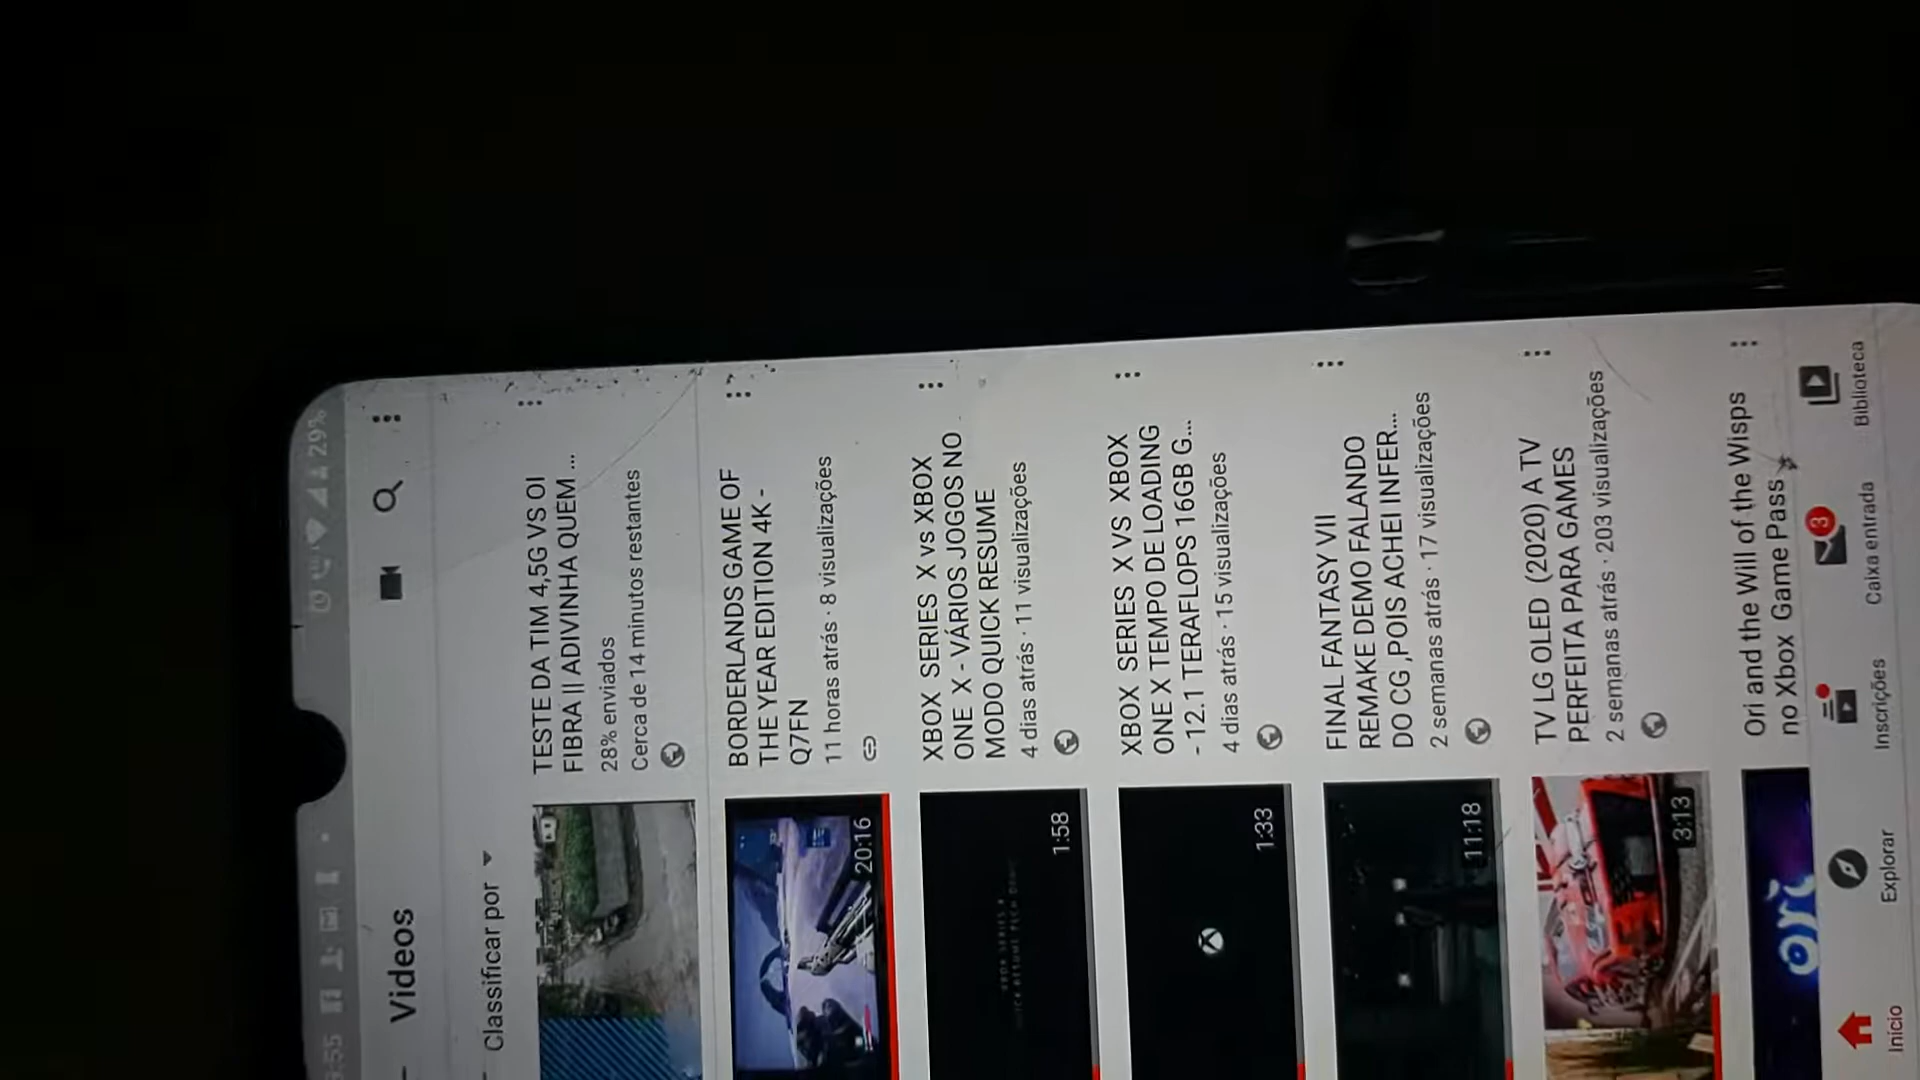 29%
Vídeos
Classificar por
TESTE DA TIM 4,5G VS OI
FIBRA || ADIVINHA QUEM ...
28% enviados
Cerca de 14 minutos restantes
BORDERLANDS GAME OF
THE YEAR EDITION 4K -
Q7FN
11 horas atrás · 8 visualizações
20:16
XBOX SERIES X vs XBOX
ONE X - VÁRIOS JOGOS NO
MODO QUICK RESUME
4 dias atrás · 11 visualizações
1:58
XBOX SERIES X VS XBOX
ONE X TEMPO DE LOADING
- 12.1 TERAFLOPS 16GB G...
4 dias atrás · 15 visualizações
1:33
FINAL FANTASY VII
REMAKE DEMO FALANDO
DO CG ,POIS ACHEI INFER...
2 semanas atrás · 17 visualizações
11:18
TV LG OLED (2020) A TV
PERFEITA PARA GAMES
2 semanas atrás · 203 visualizações
3:13
Ori and the Will of the Wisps
no Xbox Game Pass
ori
Início
Explorar
Inscrições
3
Caixa entrada
Biblioteca